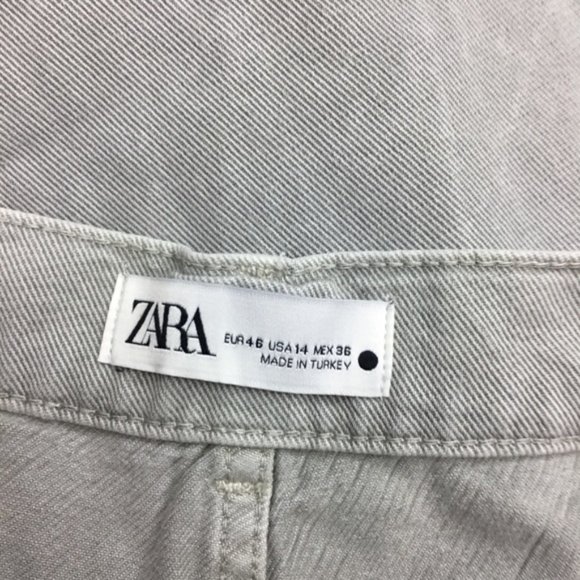 ZARA
EUR 46 USA 14 MEX 36
MADE IN TURKEY